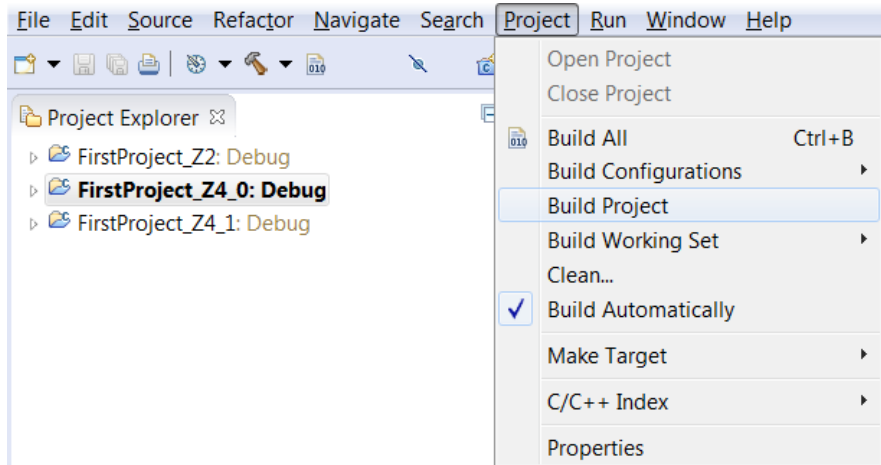 File Edit Source Refactor Navigate Search Project Run Window Help
010
Project Explorer
FirstProject_Z2: Debug
FirstProject_Z4_0: Debug
FirstProject_Z4_1: Debug
Open Project
Close Project
010 Build All Ctrl+B
Build Configurations
Build Project
Build Working Set
Clean...
Build Automatically
Make Target
C/C++ Index
Properties